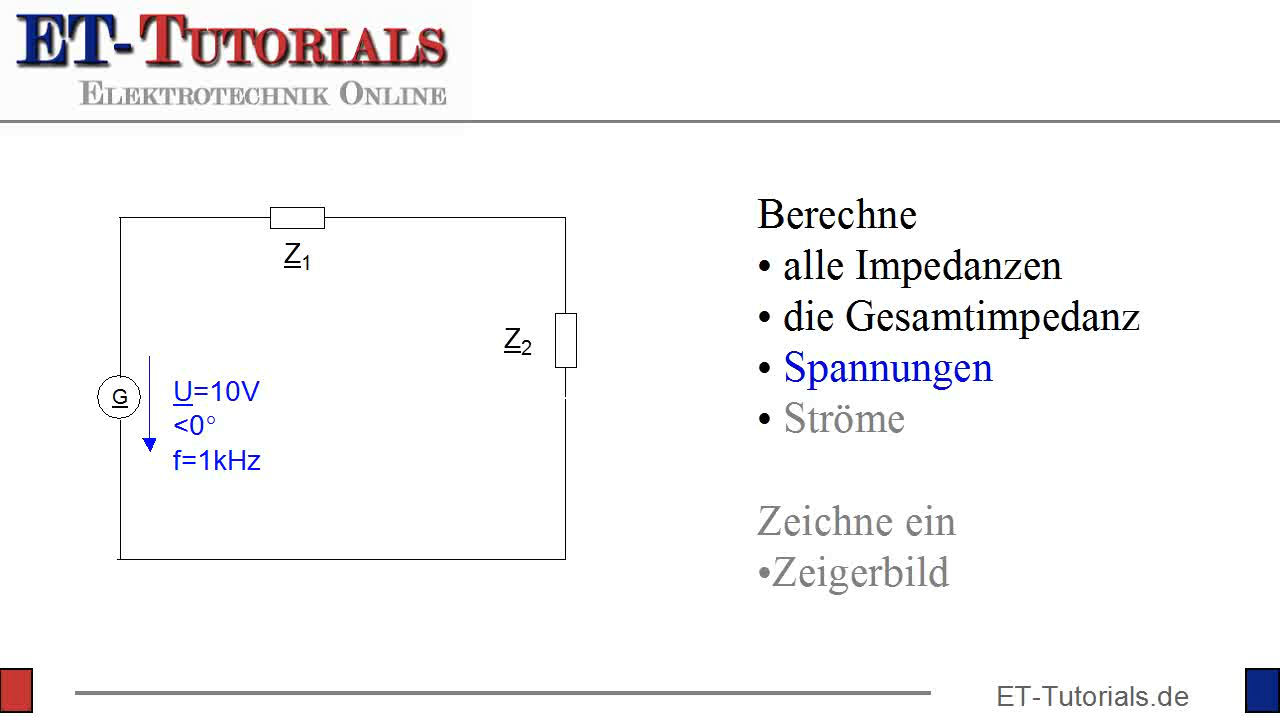 ET-TUTORIALS
ELEKTROTECHNIK ONLINE
Z1
Z2
G
U=10V
<0°
f=1kHz
Berechne
• alle Impedanzen
• die Gesamtimpedanz
• Spannungen
• Ströme
Zeichne ein
•Zeigerbild
ET-Tutorials.de